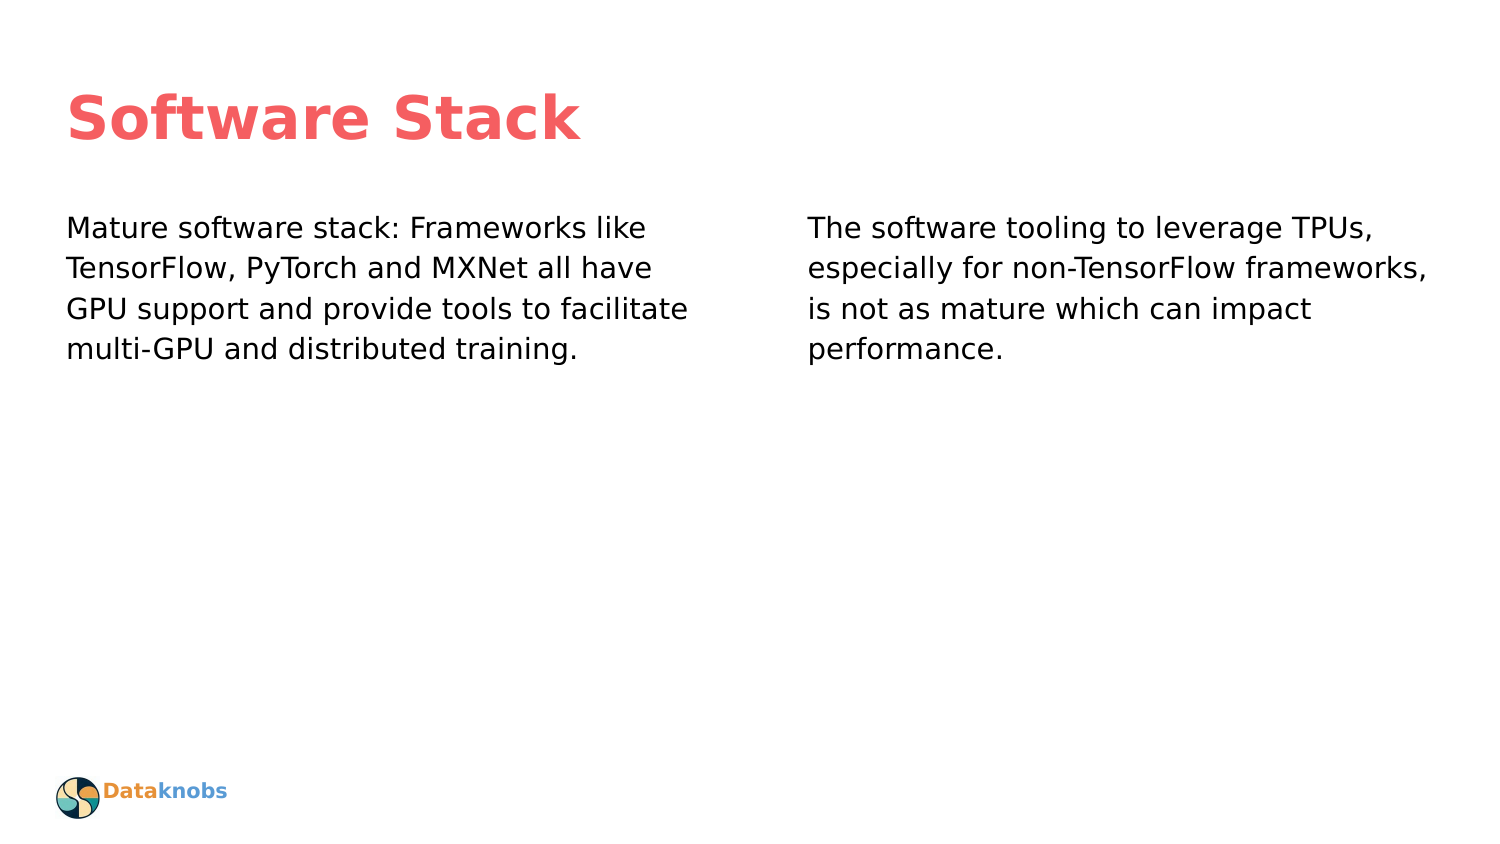 Software Stack
Mature software stack: Frameworks like
TensorFlow, PyTorch and MXNet all have
GPU support and provide tools to facilitate
multi-GPU and distributed training.
The software tooling to leverage TPUs,
especially for non-TensorFlow frameworks,
is not as mature which can impact
performance.
Dataknobs